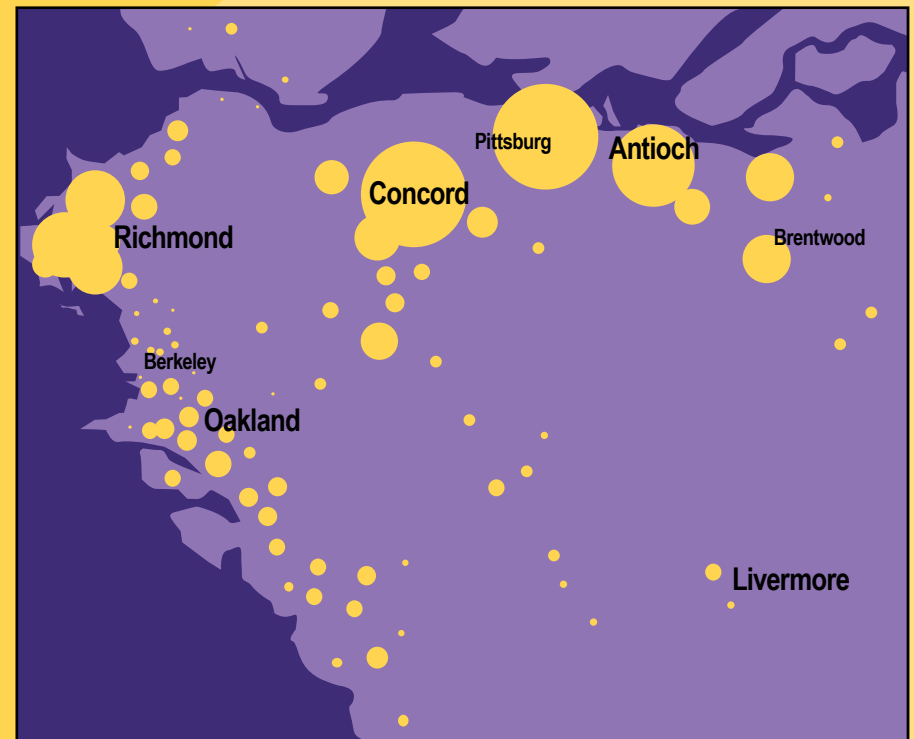 Pittsburg
Antioch
Concord
Richmond
Brentwood
Berkeley
Oakland
Livermore